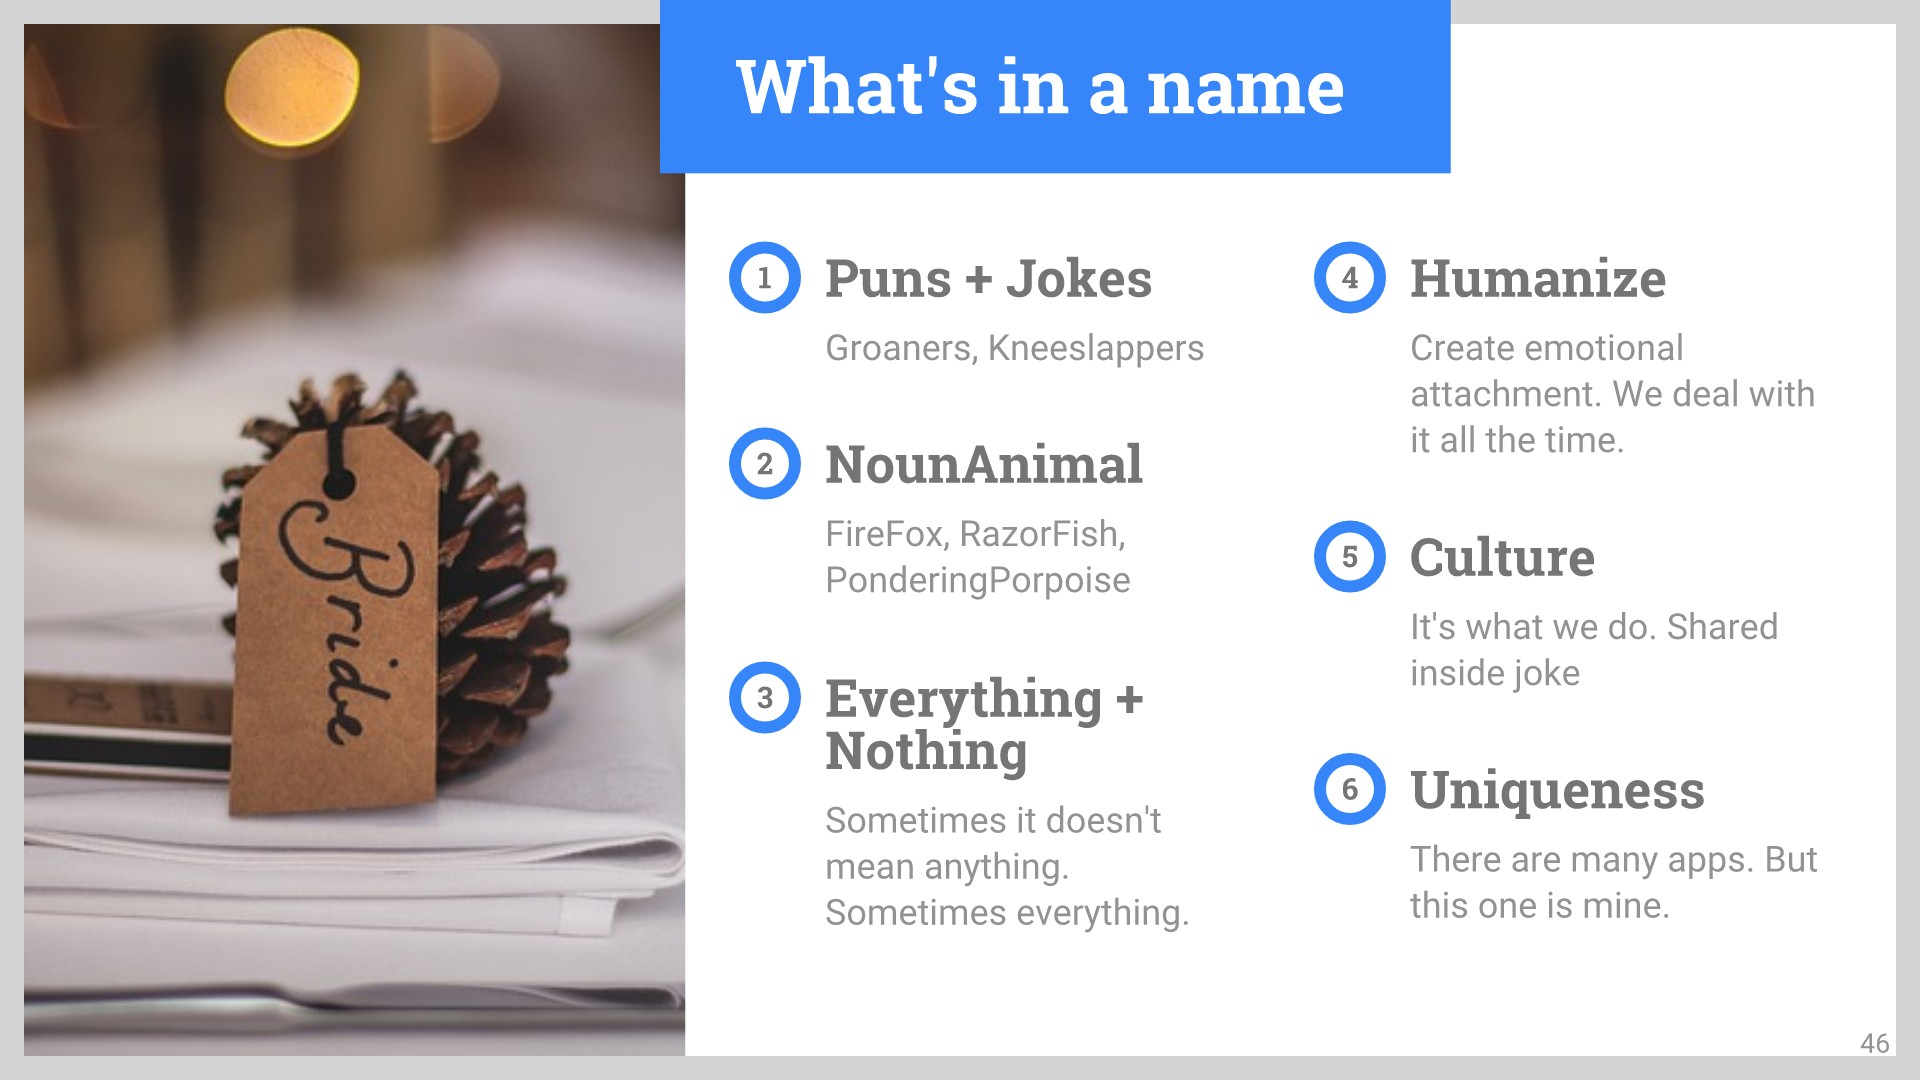 What's in a name
Bride
1
Puns + Jokes
Groaners, Kneeslappers
2
NounAnimal
FireFox, RazorFish,
PonderingPorpoise
3
Everything +
Nothing
Sometimes it doesn't
mean anything.
Sometimes everything.
4
Humanize
Create emotional
attachment. We deal with
it all the time.
5
Culture
It's what we do. Shared
inside joke
6
Uniqueness
There are many apps. But
this one is mine.
46